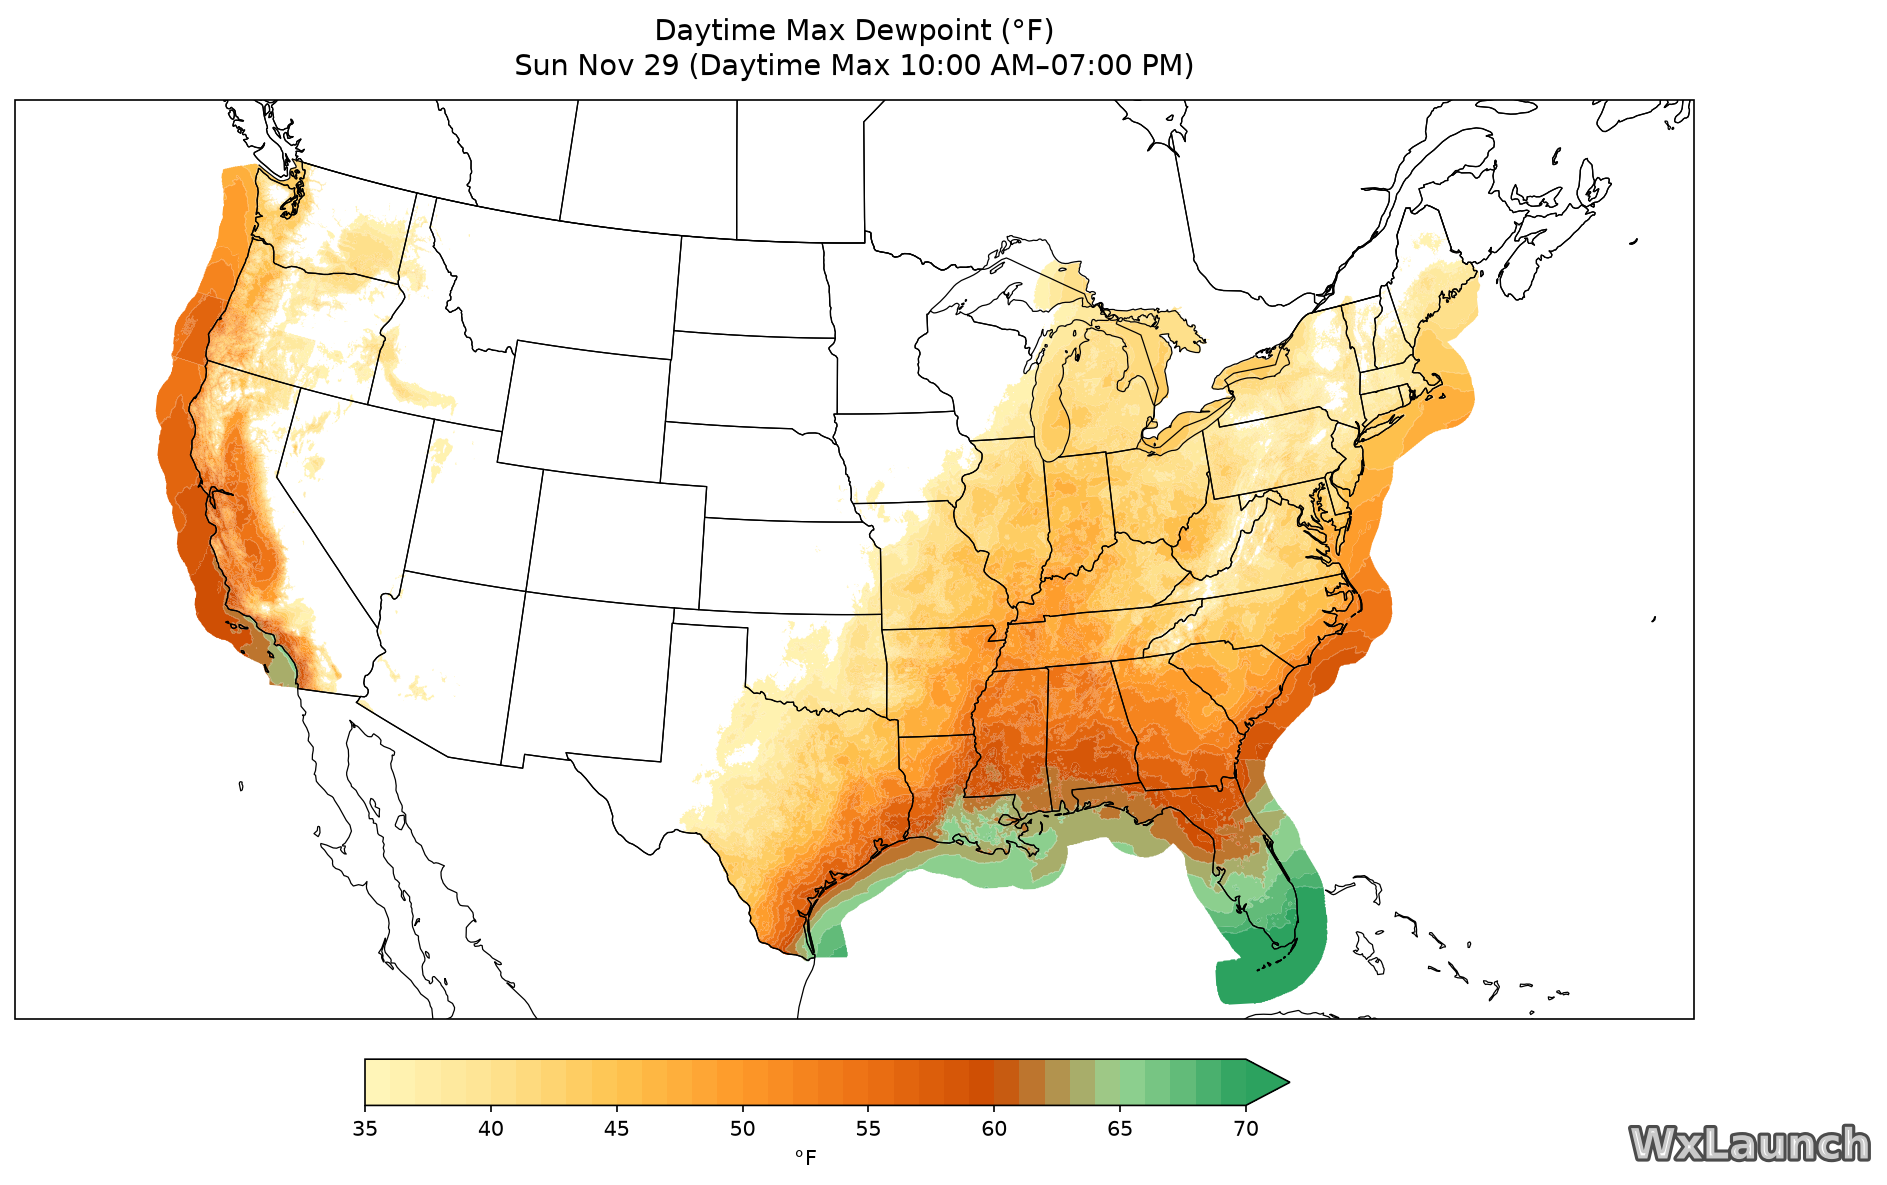 Daytime Max Dewpoint (°F)
Sun Nov 29 (Daytime Max 10:00 AM–07:00 PM)
35 40 45 50 55 60 65 70
°F
WxLaunch